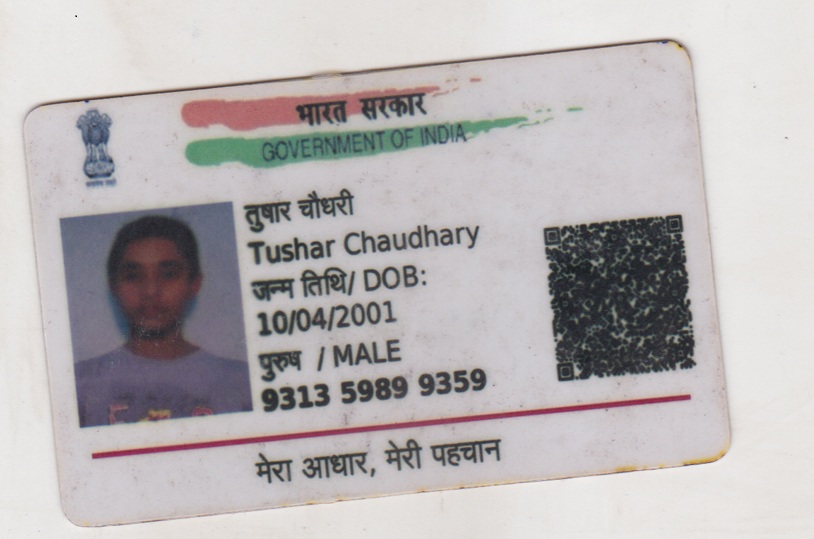 भारत सरकार
GOVERNMENT OF INDIA
तुषार चौधरी
Tushar Chaudhary
जन्म तिथि/ DOB:
10/04/2001
पुरुष / MALE
9313 5989 9359
मेरा आधार, मेरी पहचान